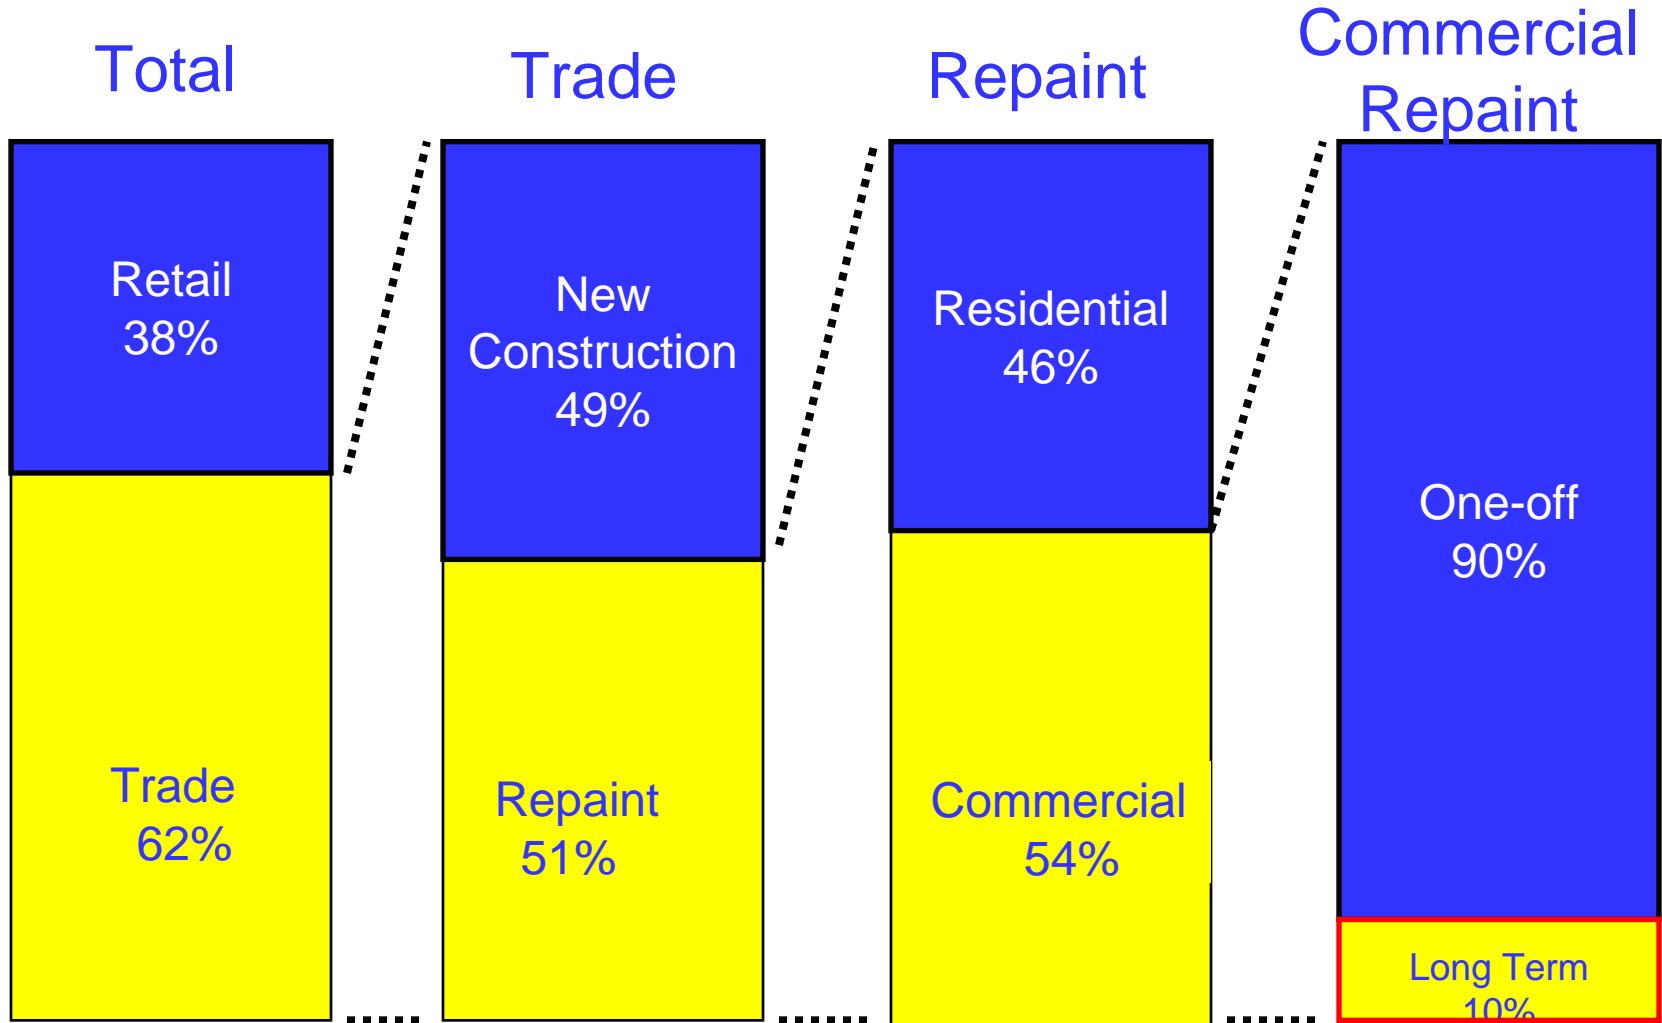 Total
Retail
38%
Trade
62%
Trade
New
Construction
49%
Repaint
51%
Repaint
Residential
46%
Commercial
54%
Commercial
Repaint
One-off
90%
Long Term
10%